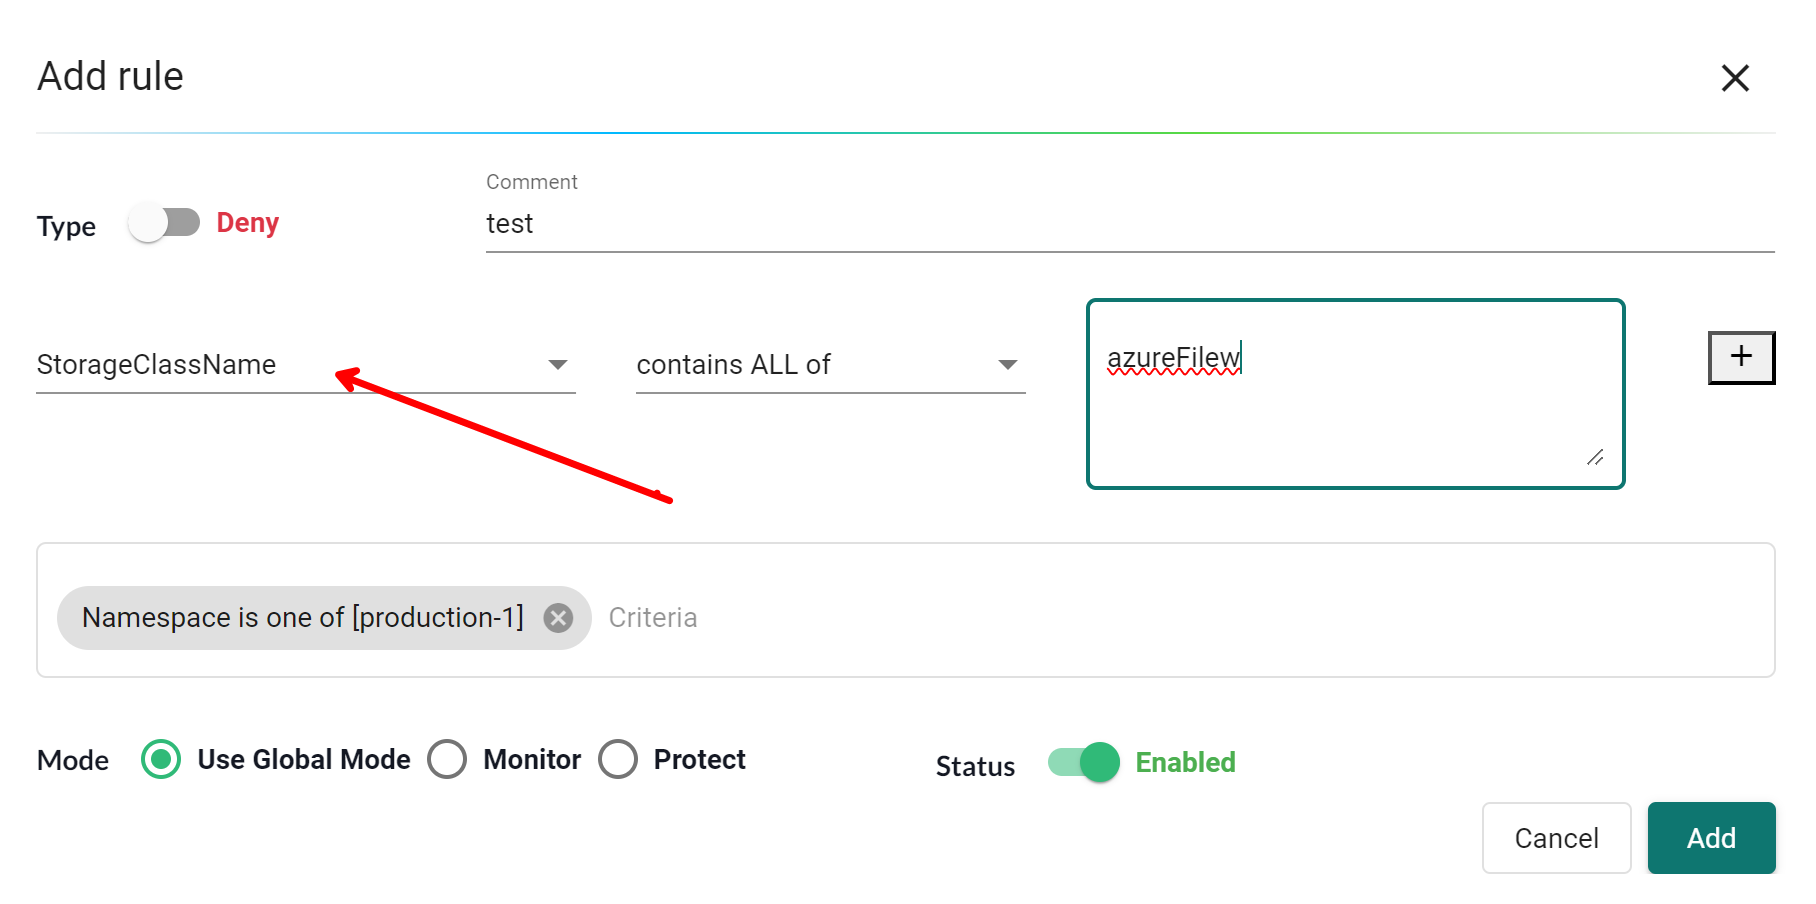 Add rule
Type
Deny
Comment
test
StorageClassName
contains ALL of
azureFilew
+
Namespace is one of [production-1]
Criteria
Mode
Use Global Mode
Monitor
Protect
Status
Enabled
Cancel
Add